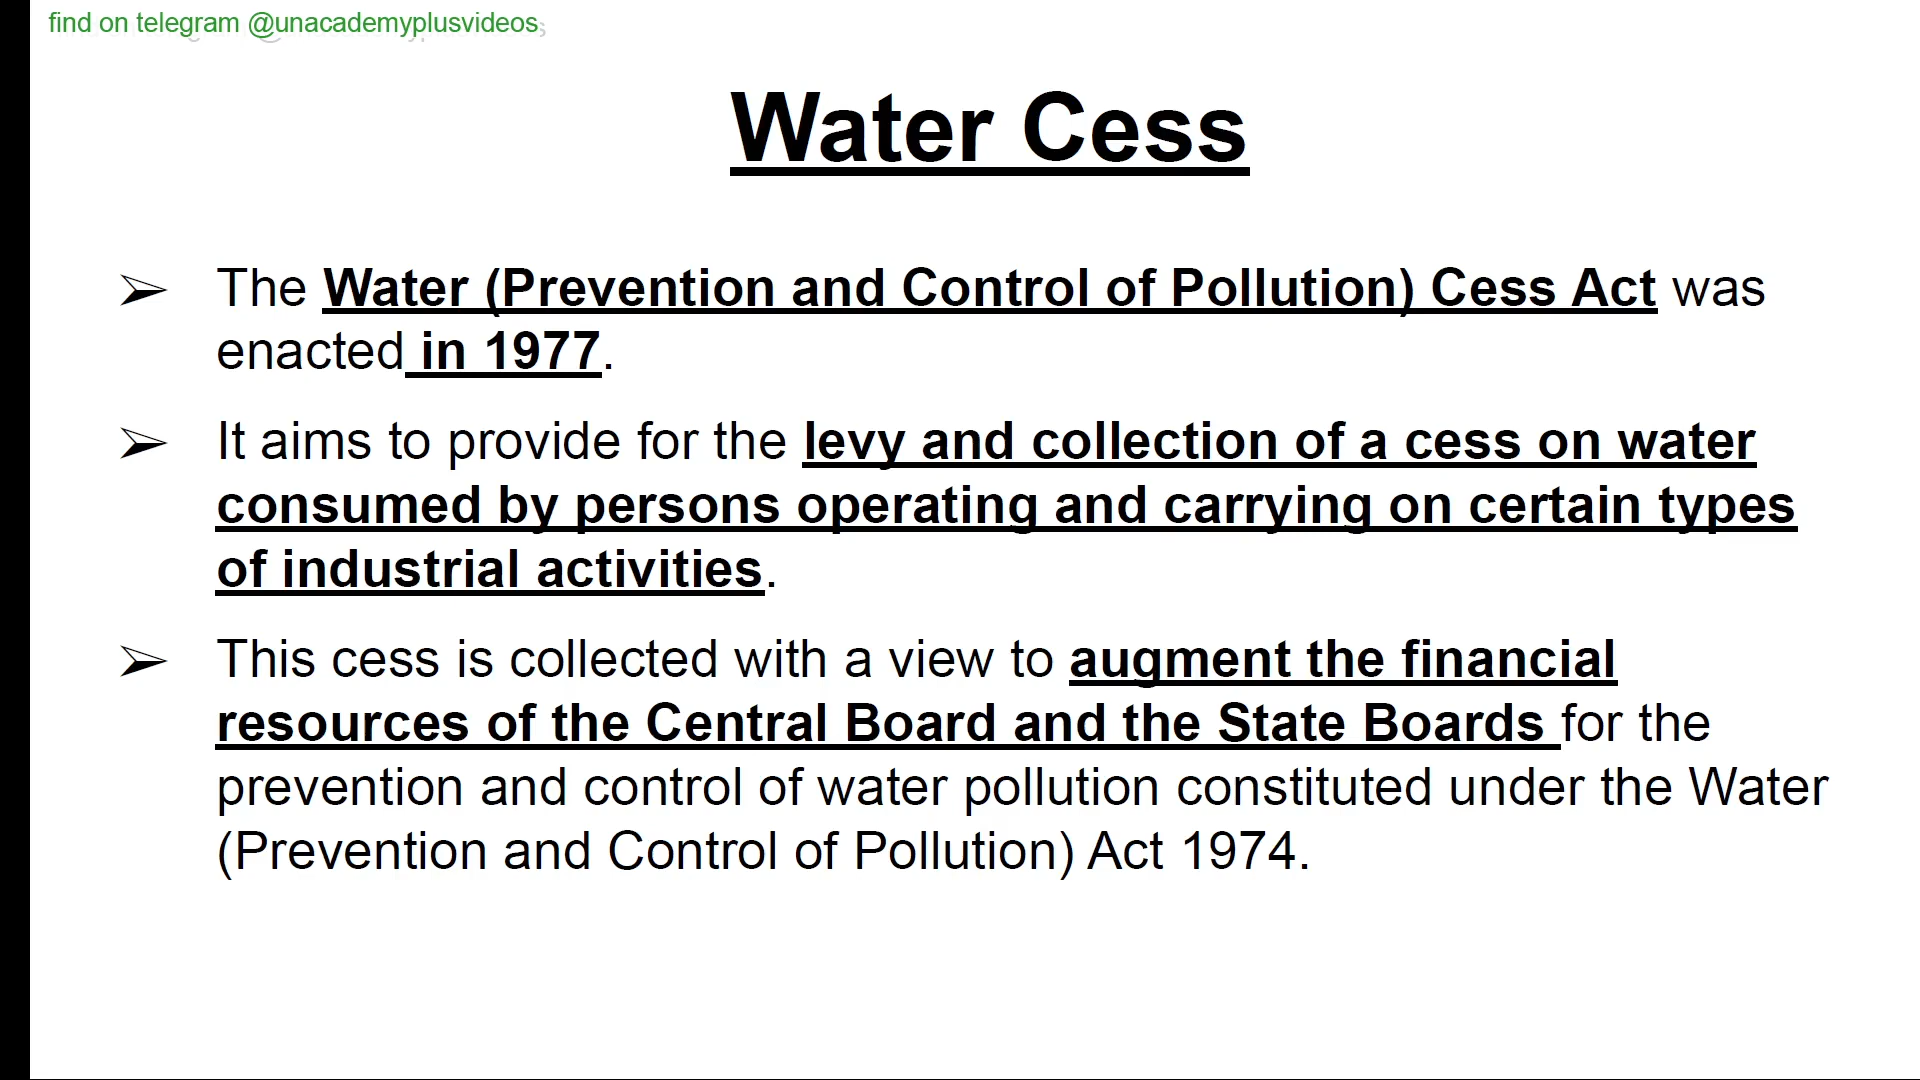 find on telegram @unacademyplusvideos
Water Cess
➢ The Water (Prevention and Control of Pollution) Cess Act was
enacted in 1977.
➢ It aims to provide for the levy and collection of a cess on water
consumed by persons operating and carrying on certain types
of industrial activities.
➢ This cess is collected with a view to augment the financial
resources of the Central Board and the State Boards for the
prevention and control of water pollution constituted under the Water
(Prevention and Control of Pollution) Act 1974.